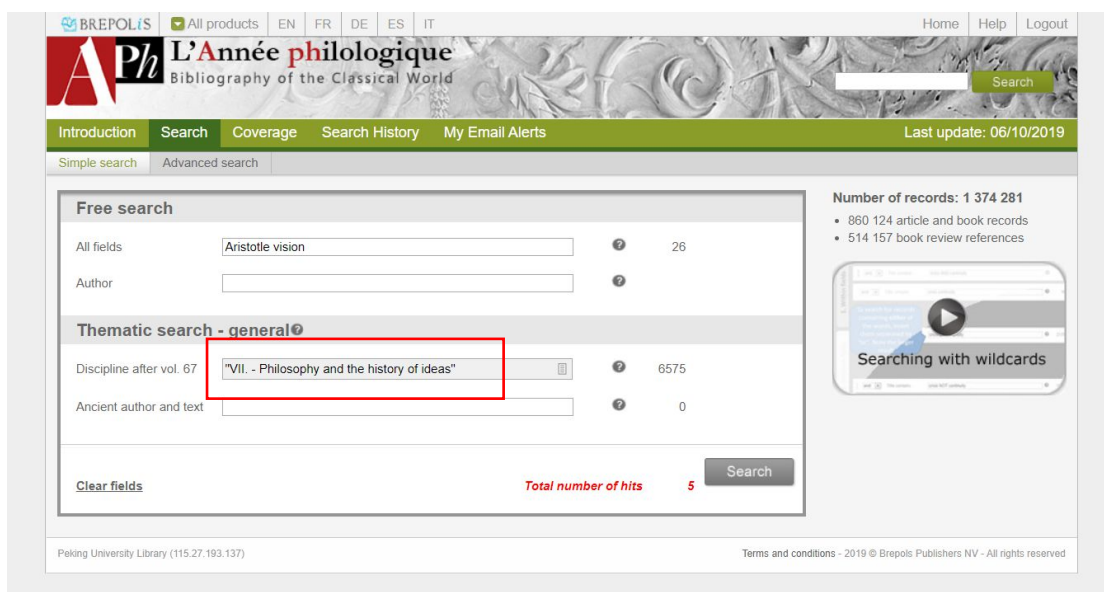 BREPOLiS All products EN FR DE ES IT Home Help Logout
APh L'Année philologique
Bibliography of the Classical World
Search
Introduction Search Coverage Search History My Email Alerts Last update: 06/10/2019
Simple search Advanced search
Free search
All fields Aristotle vision 26
Author
Thematic search - general
Discipline after vol. 67 "VII. - Philosophy and the history of ideas" 6575
Ancient author and text 0
Clear fields Total number of hits 5 Search
Number of records: 1 374 281
• 860 124 article and book records
• 514 157 book review references
Searching with wildcards
Peking University Library (115.27.193.137) Terms and conditions - 2019 © Brepols Publishers NV - All rights reserved